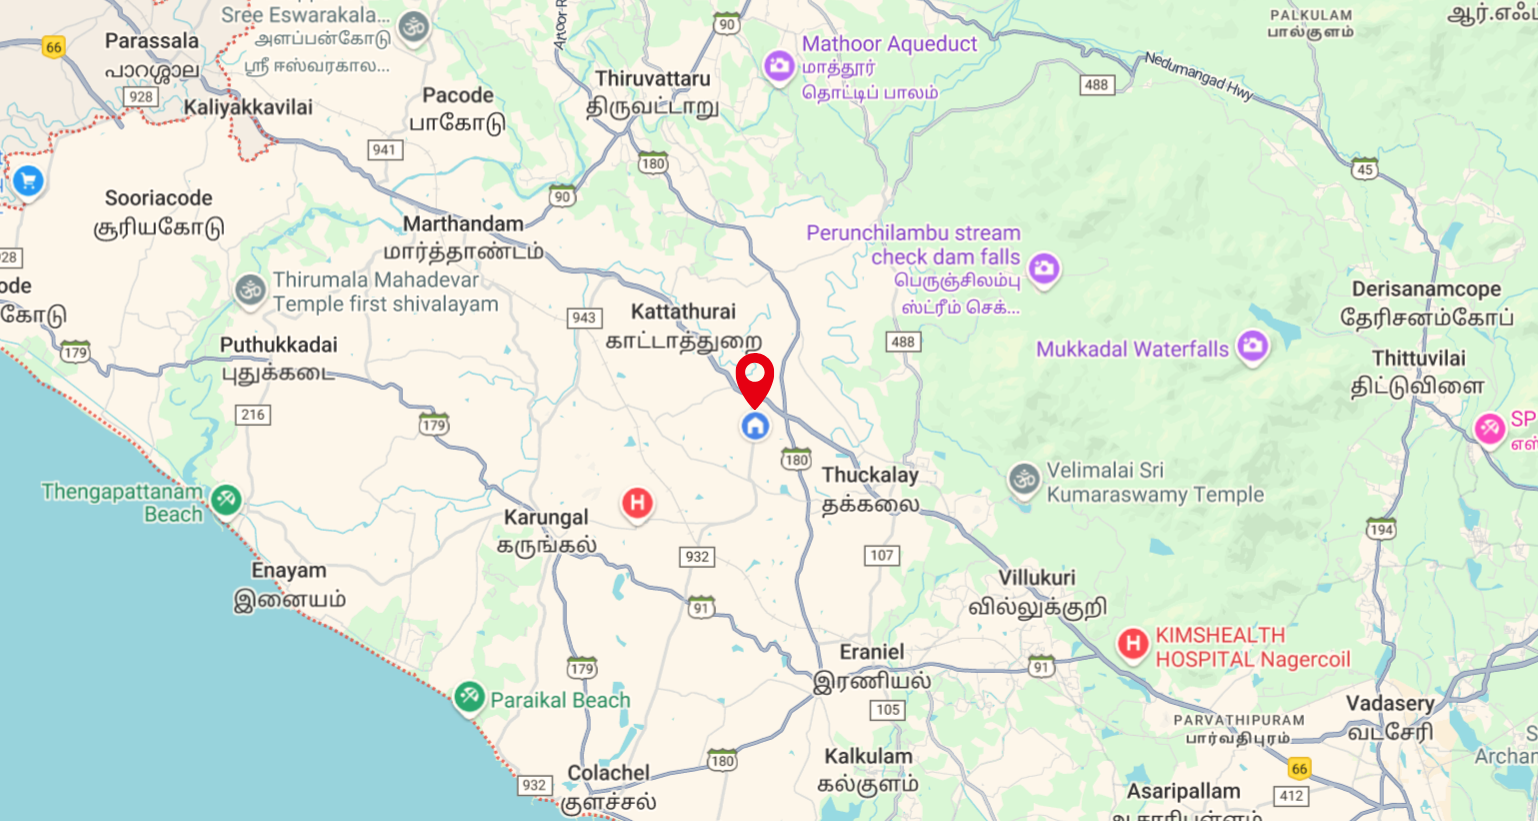 Sree Eswarakala...
அளப்பன்கோடு
ஸ்ரீ ஈஸ்வரகால...
90
Mathoor Aqueduct
மாத்தூர்
தொட்டிப் பாலம்
PALKULAM
பால்குளம்
66
Parassala
പാറശ്ശാല
928
Kaliyakkavilai
Pacode
பாகோடு
Thiruvattaru
திருவட்டாறு
488
Nedumangad Hwy
941
180
90
45
Sooriacode
சூரியகோடு
Marthandam
மார்த்தாண்டம்
Perunchilambu stream
check dam falls
பெருஞ்சிலம்பு
ஸ்ட்ரீம் செக்...
928
ode
கோடு
Thirumala Mahadevar
Temple first shivalayam
943
Kattathurai
காட்டாத்துறை
488
Derisanamcope
தேரிசனம்கோப்
179
Puthukkadai
புதுக்கடை
Mukkadal Waterfalls
Thittuvilai
திட்டுவிளை
216
179
SP
எஸ்
180
Thuckalay
தக்கலை
Velimalai Sri
Kumaraswamy Temple
Thengapattanam
Beach
H
Karungal
கருங்கல்
194
932
107
Enayam
இனையம்
91
Villukuri
வில்லுக்குறி
179
Eraniel
இரணியல்
91
H
KIMSHEALTH
HOSPITAL Nagercoil
Paraikal Beach
105
PARVATHIPURAM
பார்வதிபுரம்
Vadasery
வடசேரி
932
Colachel
குளச்சல்
180
Kalkulam
கல்குளம்
66
412
Asaripallam
Archan